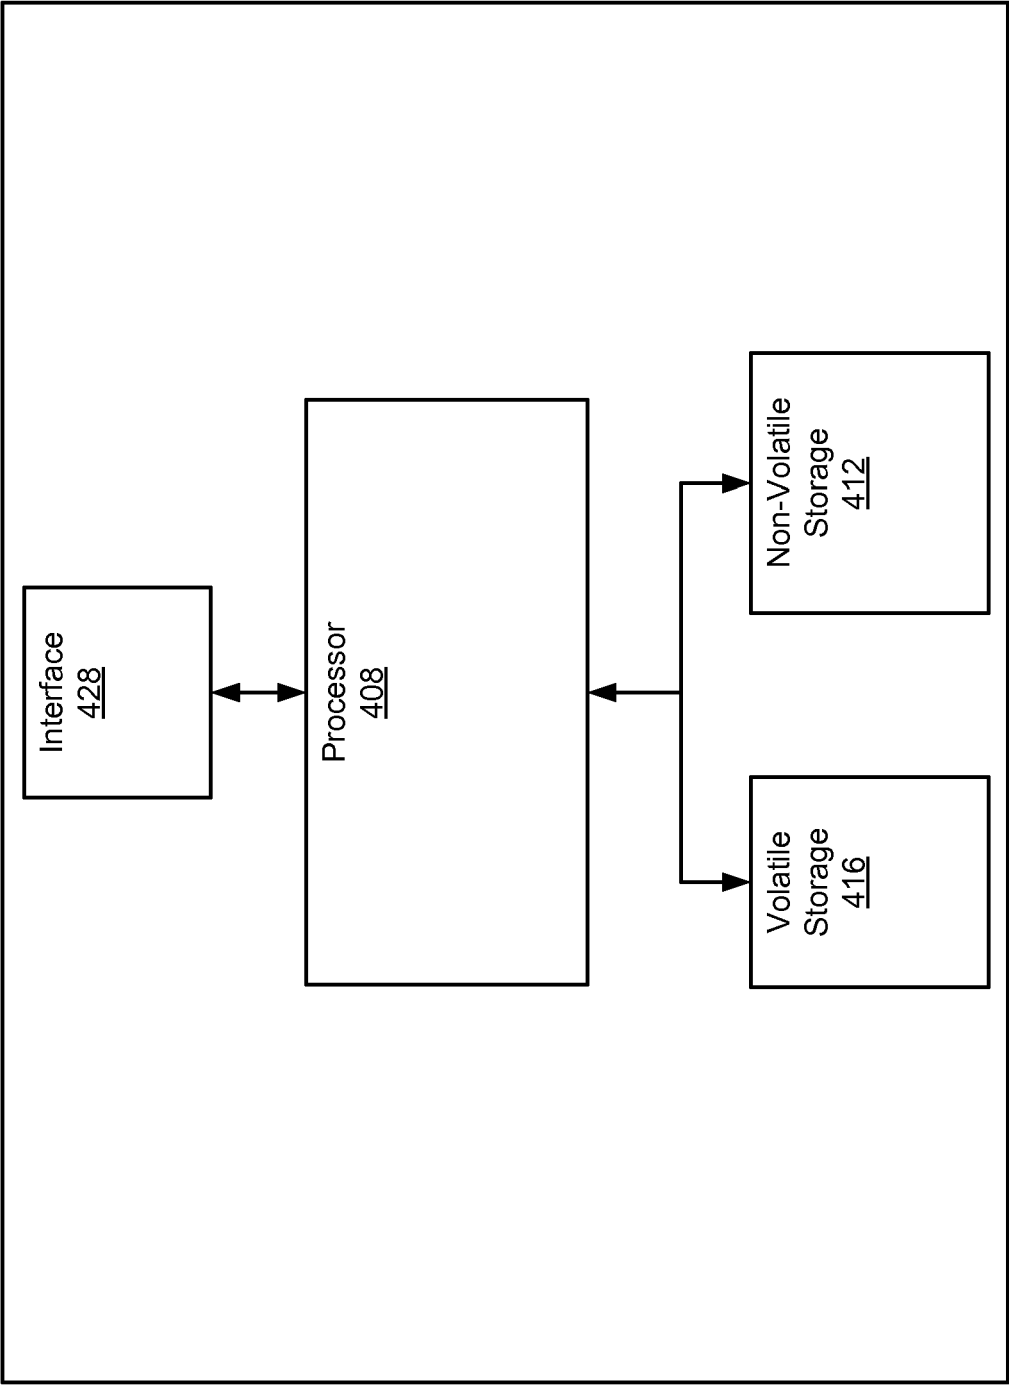 Interface
428
Processor
408
Volatile
Storage
416
Non-Volatile
Storage
412